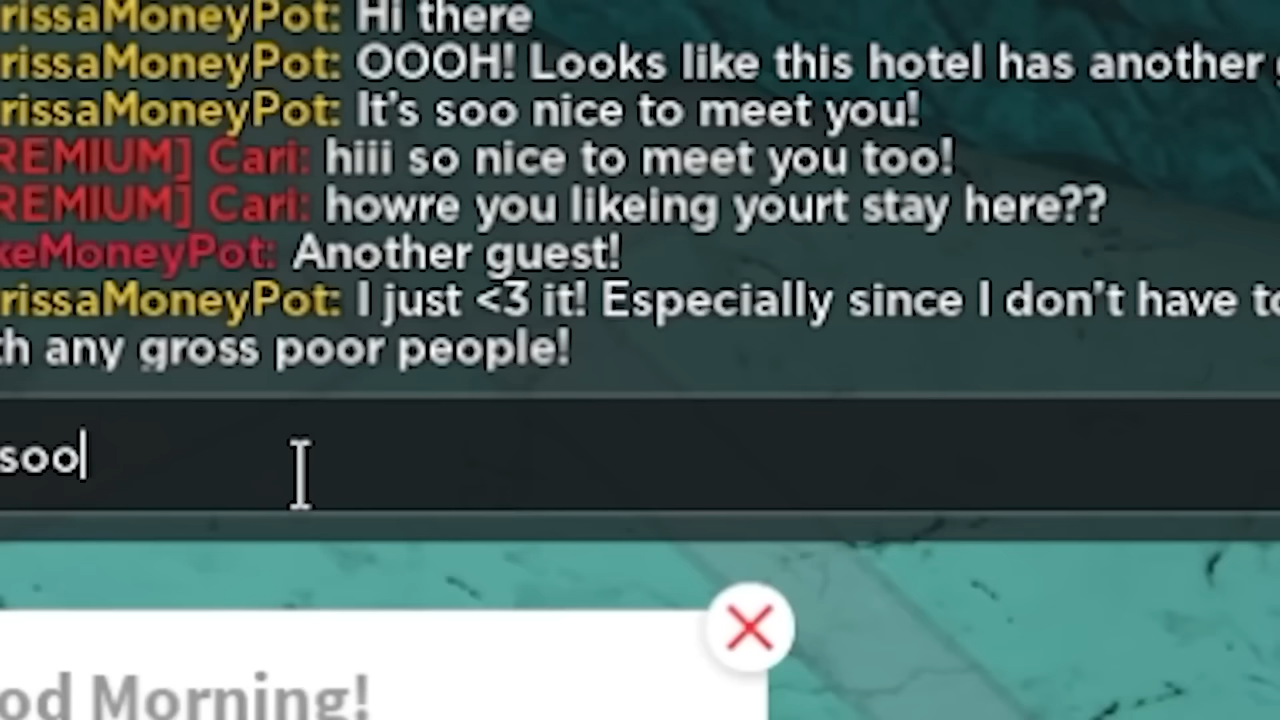 rissaMoneyPot: Hi there
rissaMoneyPot: OOOH! Looks like this hotel has another
rissaMoneyPot: It's soo nice to meet you!
REMIUM] Cari: hiii so nice to meet you too!
REMIUM] Cari: howre you likeing yourt stay here??
keMoneyPot: Another guest!
rissaMoneyPot: I just <3 it! Especially since I don't have to
th any gross poor people!
soo
od Morning!